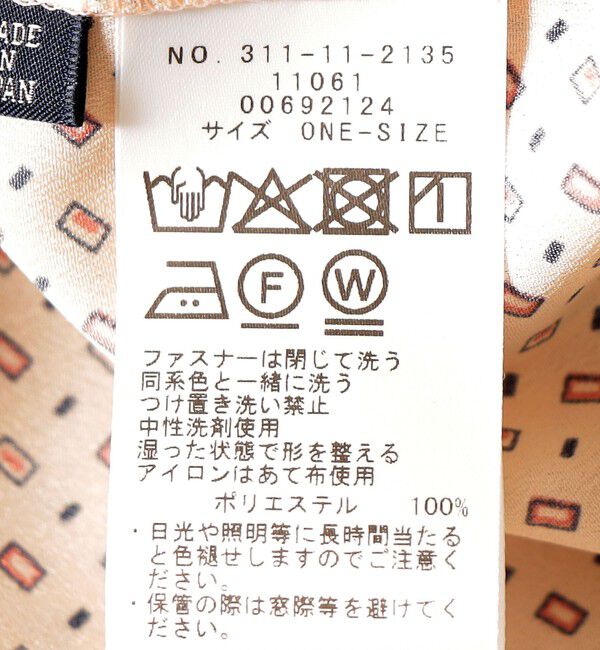 ADE
N
PAN
NO. 311-11-2135
11061
00692124
サイズ ONE-SIZE
F
W
ファスナーは閉じて洗う
同系色と一緒に洗う
つけ置き洗い禁止
中性洗剤使用
湿った状態で形を整える
アイロンはあて布使用
ポリエステル 100%
・日光や照明等に長時間当たる
と色褪せしますのでご注意く
ださい。
・保管の際は窓際等を避けてく
ださい。